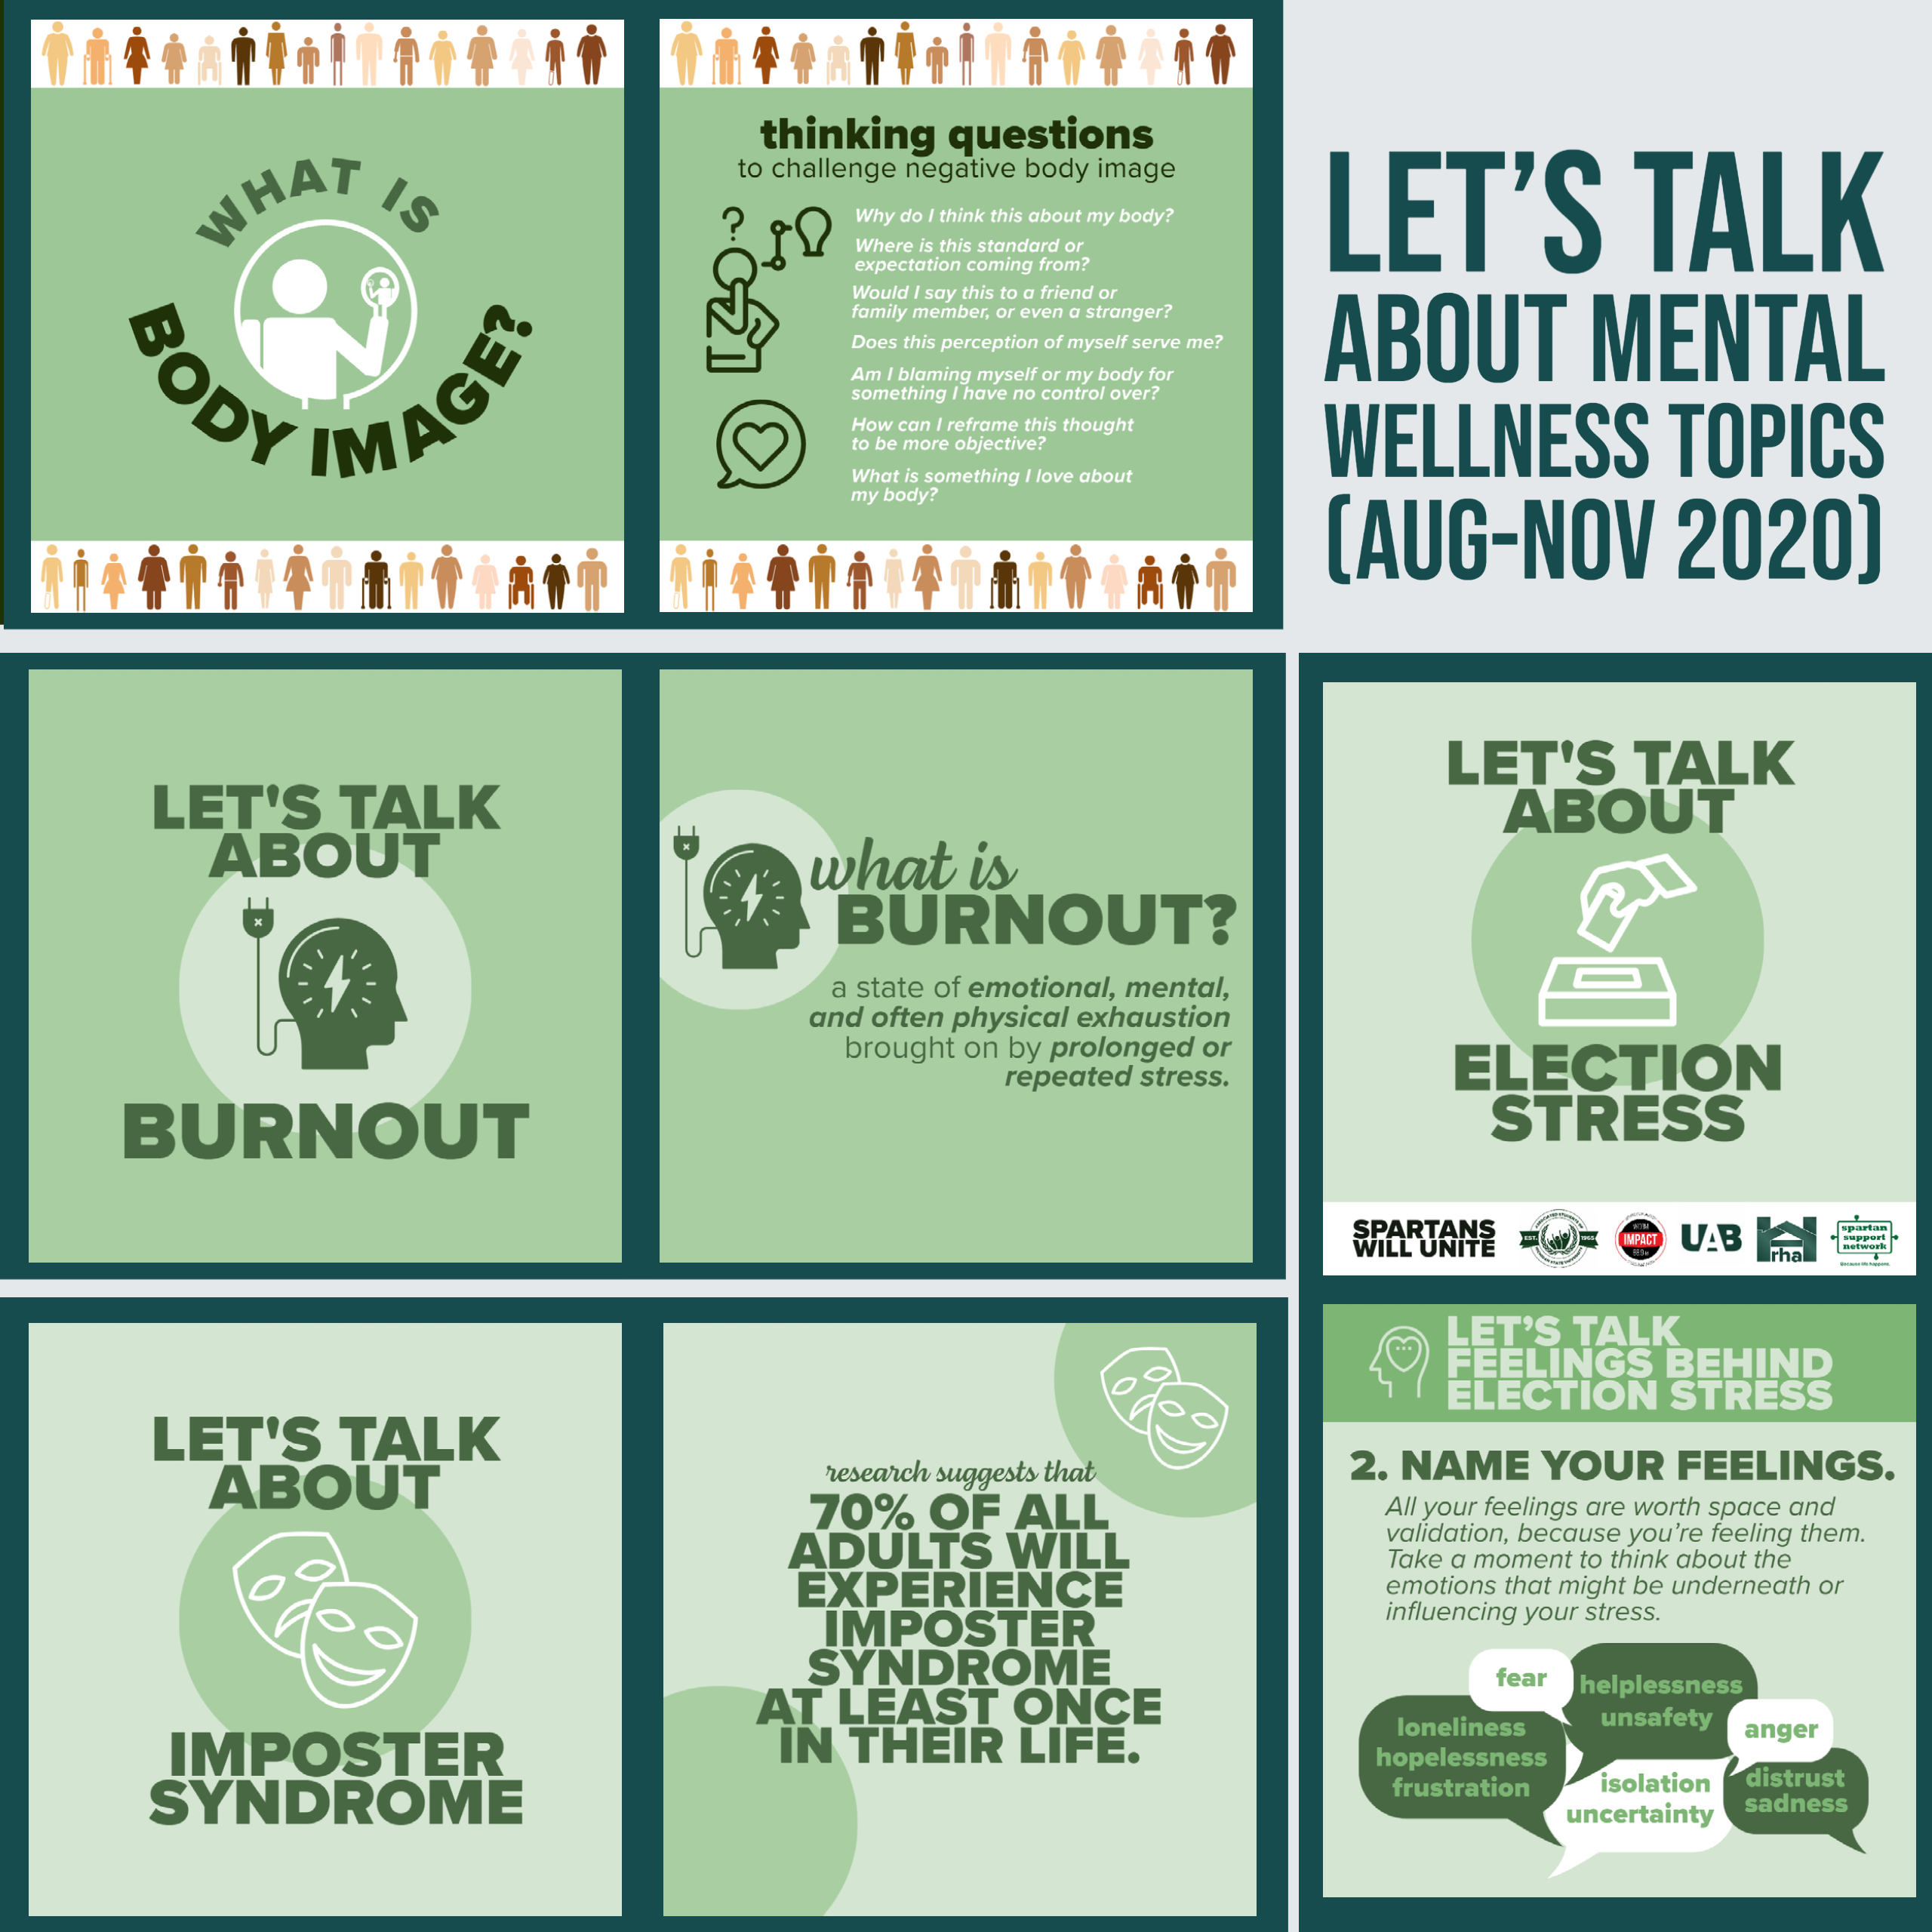 WHAT IS
BODY IMAGE?
thinking questions
to challenge negative body image
Why do I think this about my body?
Where is this standard or
expectation coming from?
Would I say this to a friend or
family member, or even a stranger?
Does this perception of myself serve me?
Am I blaming myself or my body for
something I have no control over?
How can I reframe this thought
to be more objective?
What is something I love about
my body?
LET'S TALK
ABOUT MENTAL
WELLNESS TOPICS
(AUG-NOV 2020)
LET'S TALK
ABOUT
BURNOUT
what is
BURNOUT?
a state of emotional, mental,
and often physical exhaustion
brought on by prolonged or
repeated stress.
LET'S TALK
ABOUT
ELECTION
STRESS
SPARTANS
WILL UNITE
EST.
1965
IMPACT
UAB
rha
spartan
support
network
Because life happens.
LET'S TALK
ABOUT
IMPOSTER
SYNDROME
research suggests that
70% OF ALL
ADULTS WILL
EXPERIENCE
IMPOSTER
SYNDROME
AT LEAST ONCE
IN THEIR LIFE.
LET'S TALK
FEELINGS BEHIND
ELECTION STRESS
2. NAME YOUR FEELINGS.
All your feelings are worth space and
validation, because you're feeling them.
Take a moment to think about the
emotions that might be underneath or
influencing your stress.
fear
helplessness
unsafety
loneliness
hopelessness
frustration
anger
isolation
uncertainty
distrust
sadness